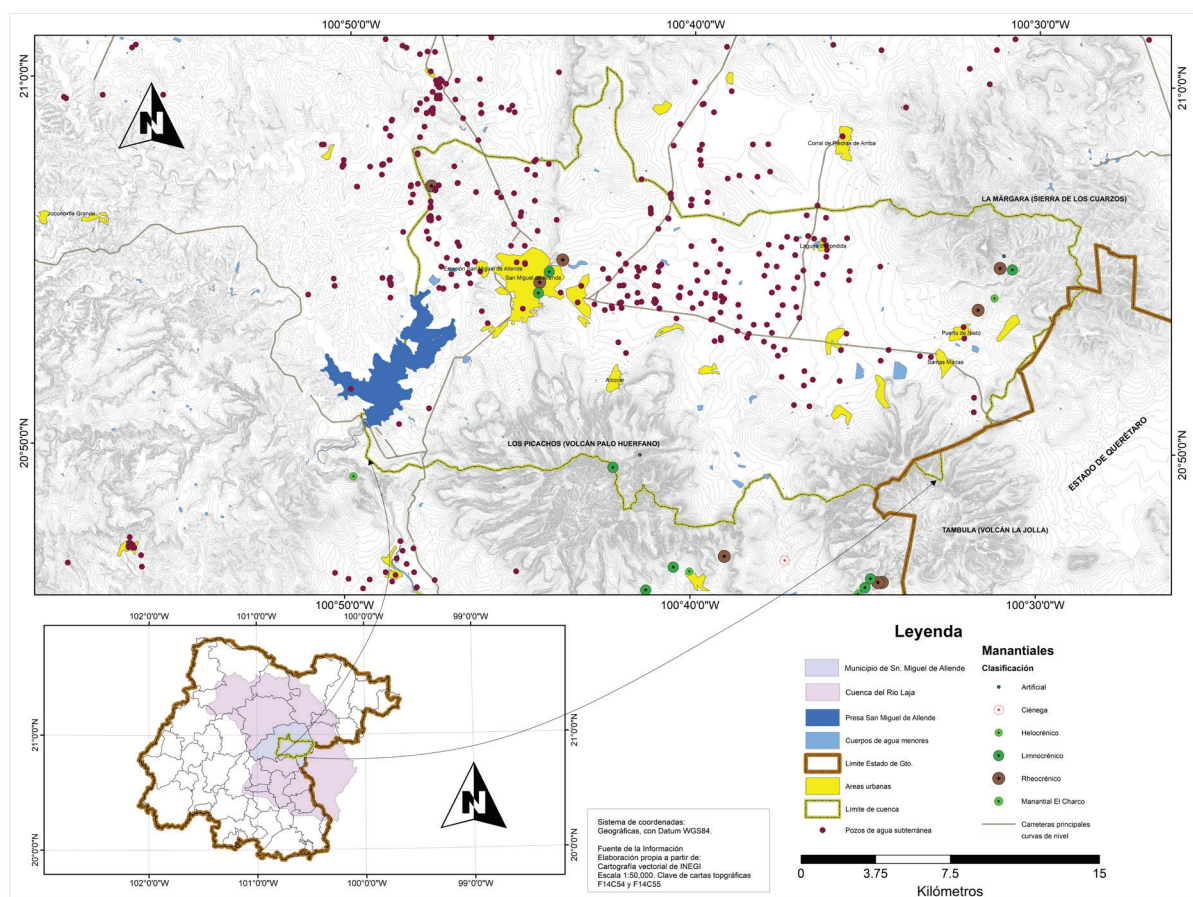 100°50'0"W
100°40'0"W
100°30'0"W
21°0'0"N
21°0'0"N
N
Corral de Piedras de Arriba
LA MÁRGARA (SIERRA DE LOS CUARZOS)
Joconoxtle Grande
Laguna Escondida
Estación San Miguel de Allende
San Miguel de Allende
Puerto de Nieto
Santas Marías
Alcocer
20°50'0"N
LOS PICACHOS (VOLCÁN PALO HUERFANO)
20°50'0"N
ESTADO DE QUERÉTARO
TAMBULA (VOLCÁN LA JOLLA)
100°50'0"W
100°40'0"W
100°30'0"W
102°0'0"W
101°0'0"W
100°0'0"W
99°0'0"W
21°0'0"N
21°0'0"N
20°0'0"N
20°0'0"N
102°0'0"W
101°0'0"W
100°0'0"W
99°0'0"W
N
Sistema de coordenadas:
Geográficas, con Datum WGS84.
Fuente de la Información
Elaboración propia a partir de:
Cartografía vectorial de INEGI
Escala 1:50,000. Clave de cartas topgráficas
F14C54 y F14C55
Leyenda
Municipio de Sn. Miguel de Allende
Cuenca del Rio Laja
Presa San Miguel de Allende
Cuerpos de agua menores
Limite Estado de Gto.
Areas urbanas
Límite de cuenca
Pozos de agua subterránea
Manantiales
Clasificación
Artificial
Ciénega
Helocrénico
Limnocrénico
Rheocrénico
Manantial El Charco
Carreteras principales
curvas de nivel
0
3.75
7.5
15
Kilómetros